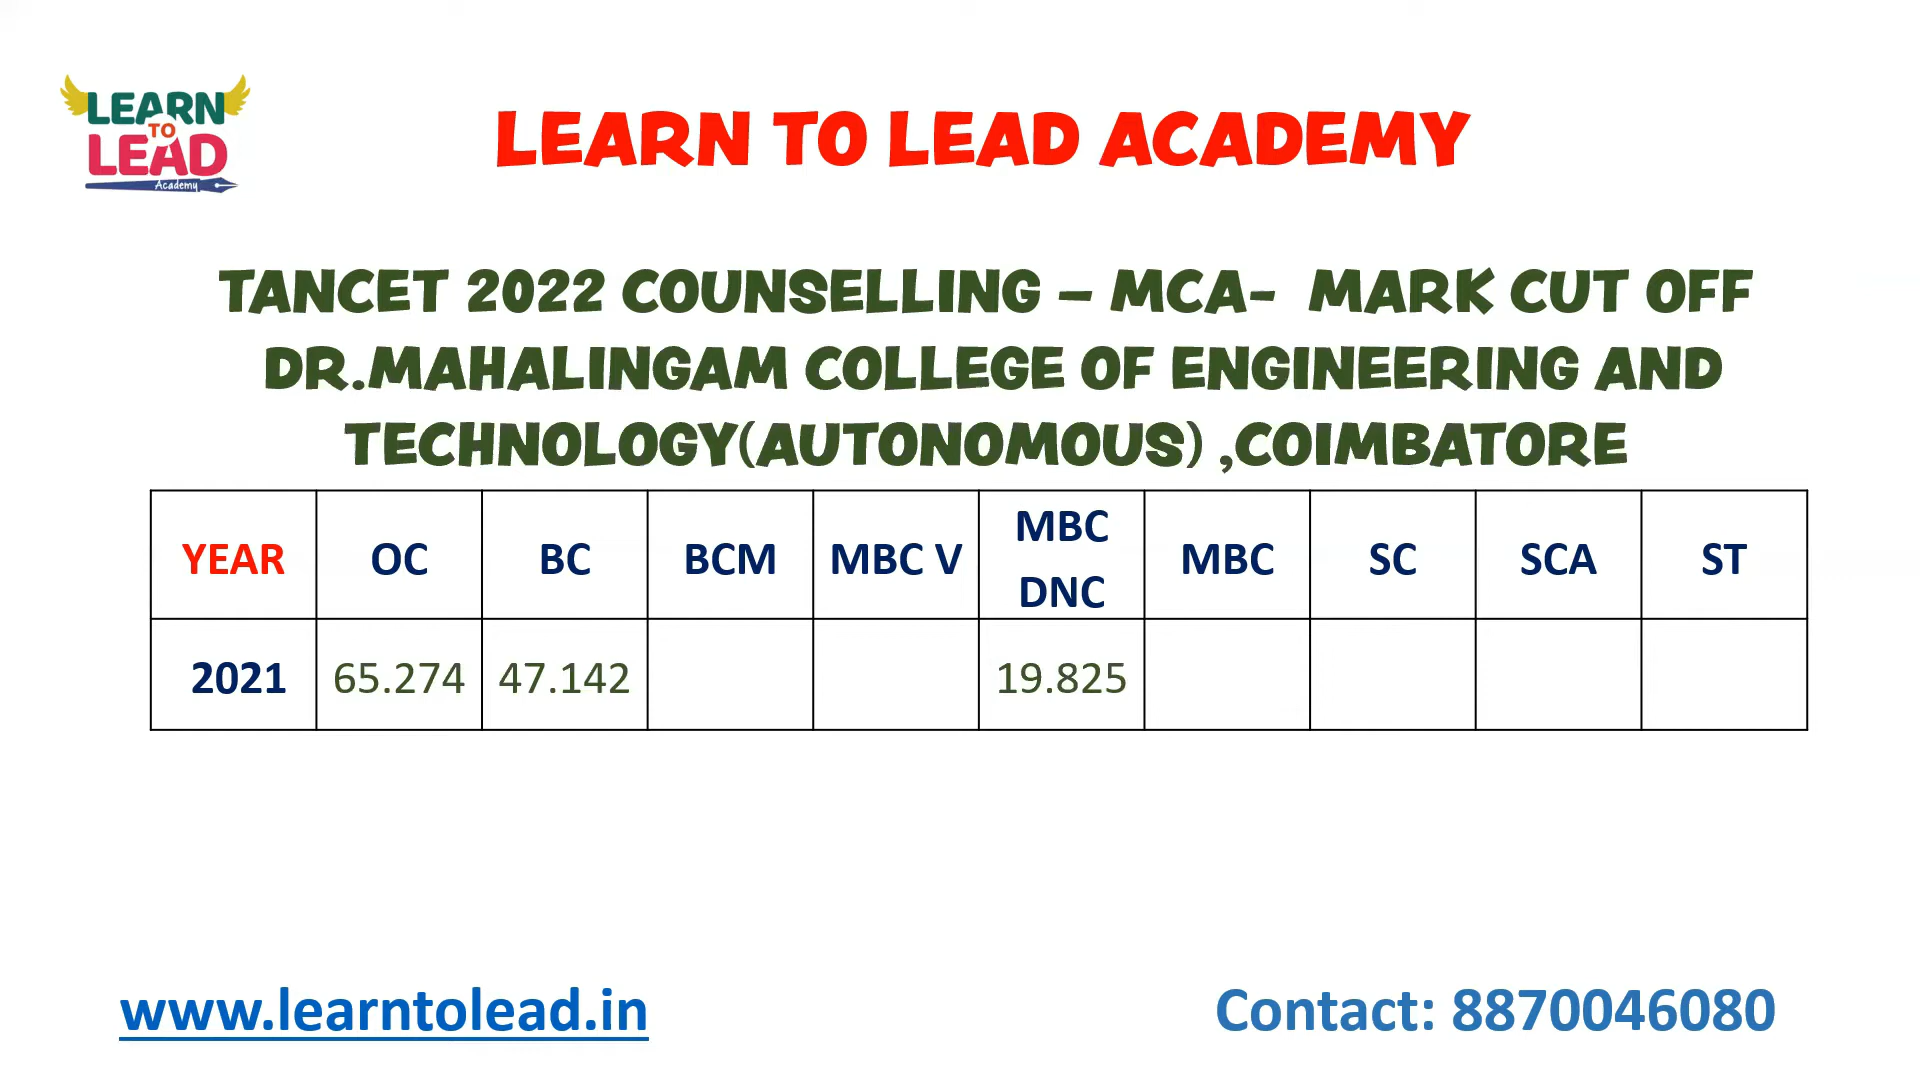 LEARN
TO
LEAD
Academy
LEARN TO LEAD ACADEMY
TANCET 2022 COUNSELLING – MCA- MARK CUT OFF
DR.MAHALINGAM COLLEGE OF ENGINEERING AND
TECHNOLOGY(AUTONOMOUS) ,COIMBATORE
YEAR OC BC BCM MBC V MBC DNC MBC SC SCA ST
2021 65.274 47.142 19.825
www.learntolead.in Contact: 8870046080